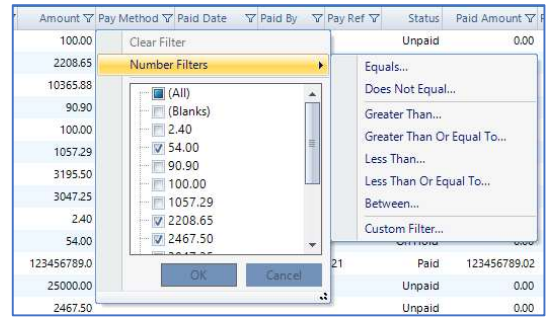 Amount Pay Method Paid Date Paid By Pay Ref Status Paid Amount
100.00 Clear Filter Unpaid 0.00
2208.65 Number Filters Equals...
10365.88 (All) Does Not Equal...
90.90 (Blanks) Greater Than...
100.00 2.40 Greater Than Or Equal To...
1057.29 54.00 Less Than...
3195.50 90.90 Less Than Or Equal To...
3047.25 100.00 Between...
2.40 1057.29 Custom Filter...
54.00 2208.65
2467.50
123456789.0 OK Cancel 21 Paid 123456789.02
25000.00 Unpaid 0.00
2467.50 Unpaid 0.00